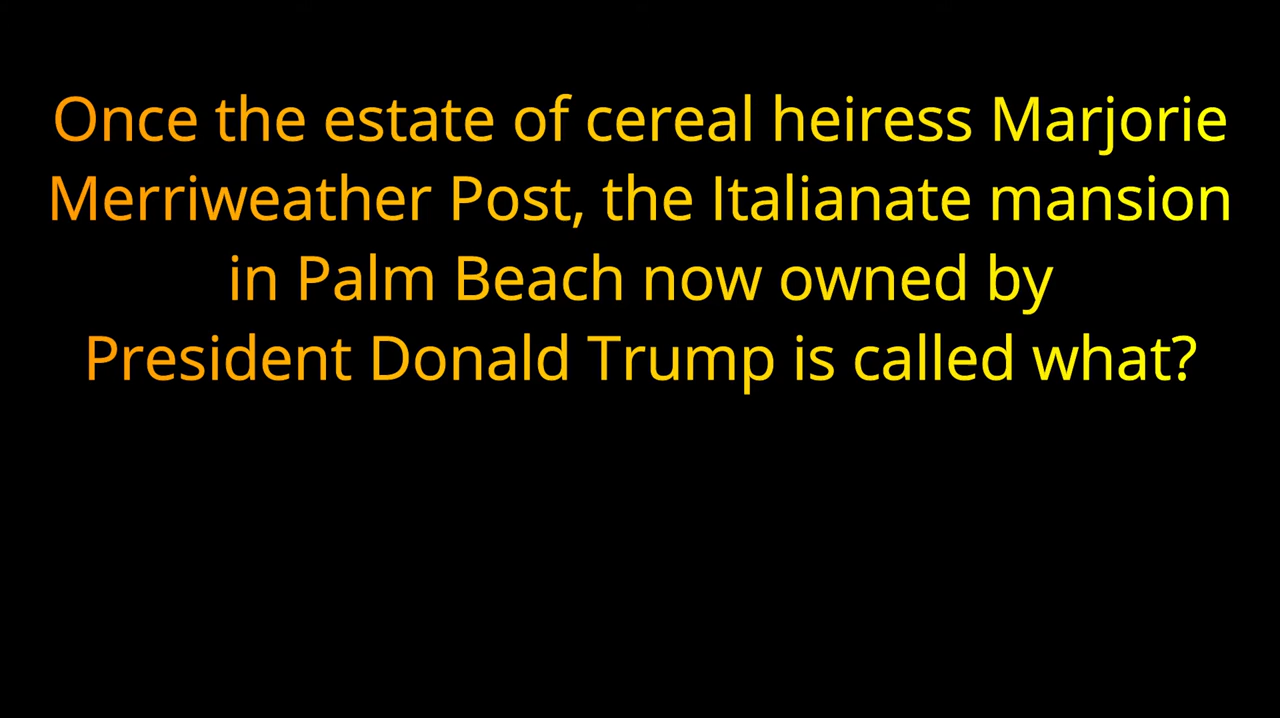 Once the estate of cereal heiress Marjorie
Merriweather Post, the Italianate mansion
in Palm Beach now owned by
President Donald Trump is called what?